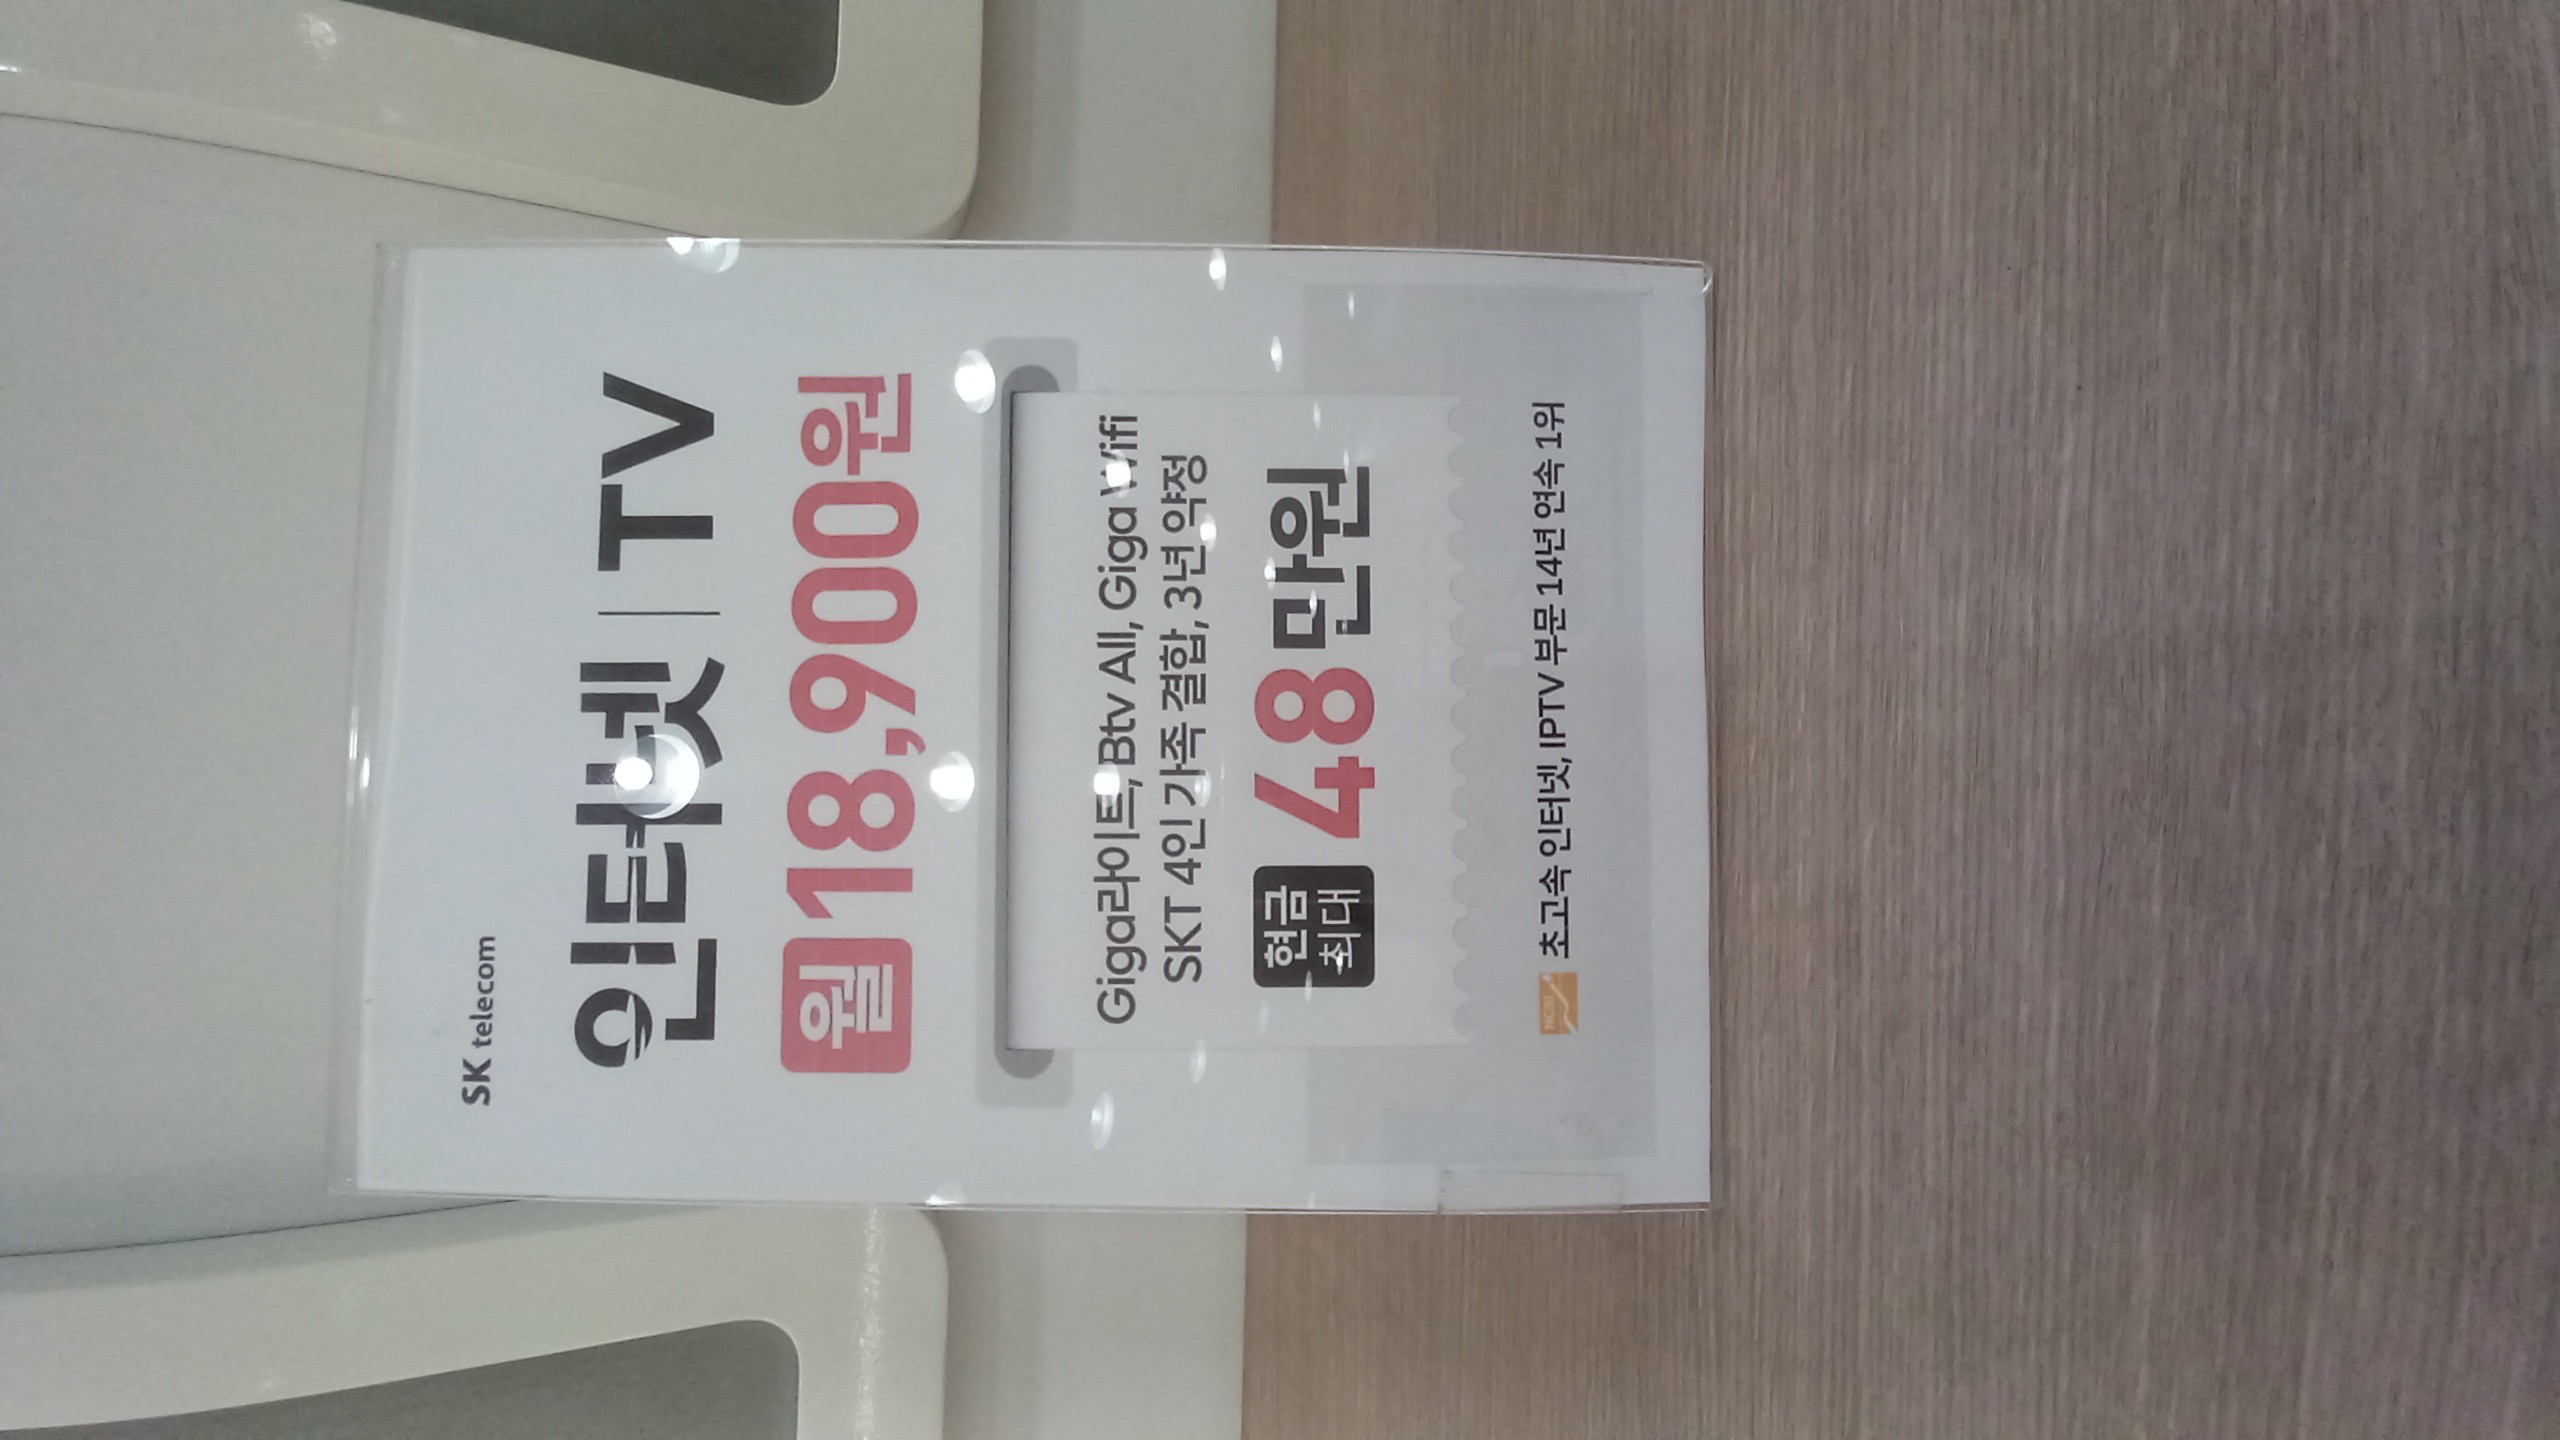 SK telecom
인터넷 | TV
월 18,900원
Giga라이트, Btv All, Giga Wifi
SKT 4인 가족 결합, 3년 약정
현금
최대
48만원
NCSI 초고속 인터넷, IPTV 부문 14년 연속 1위